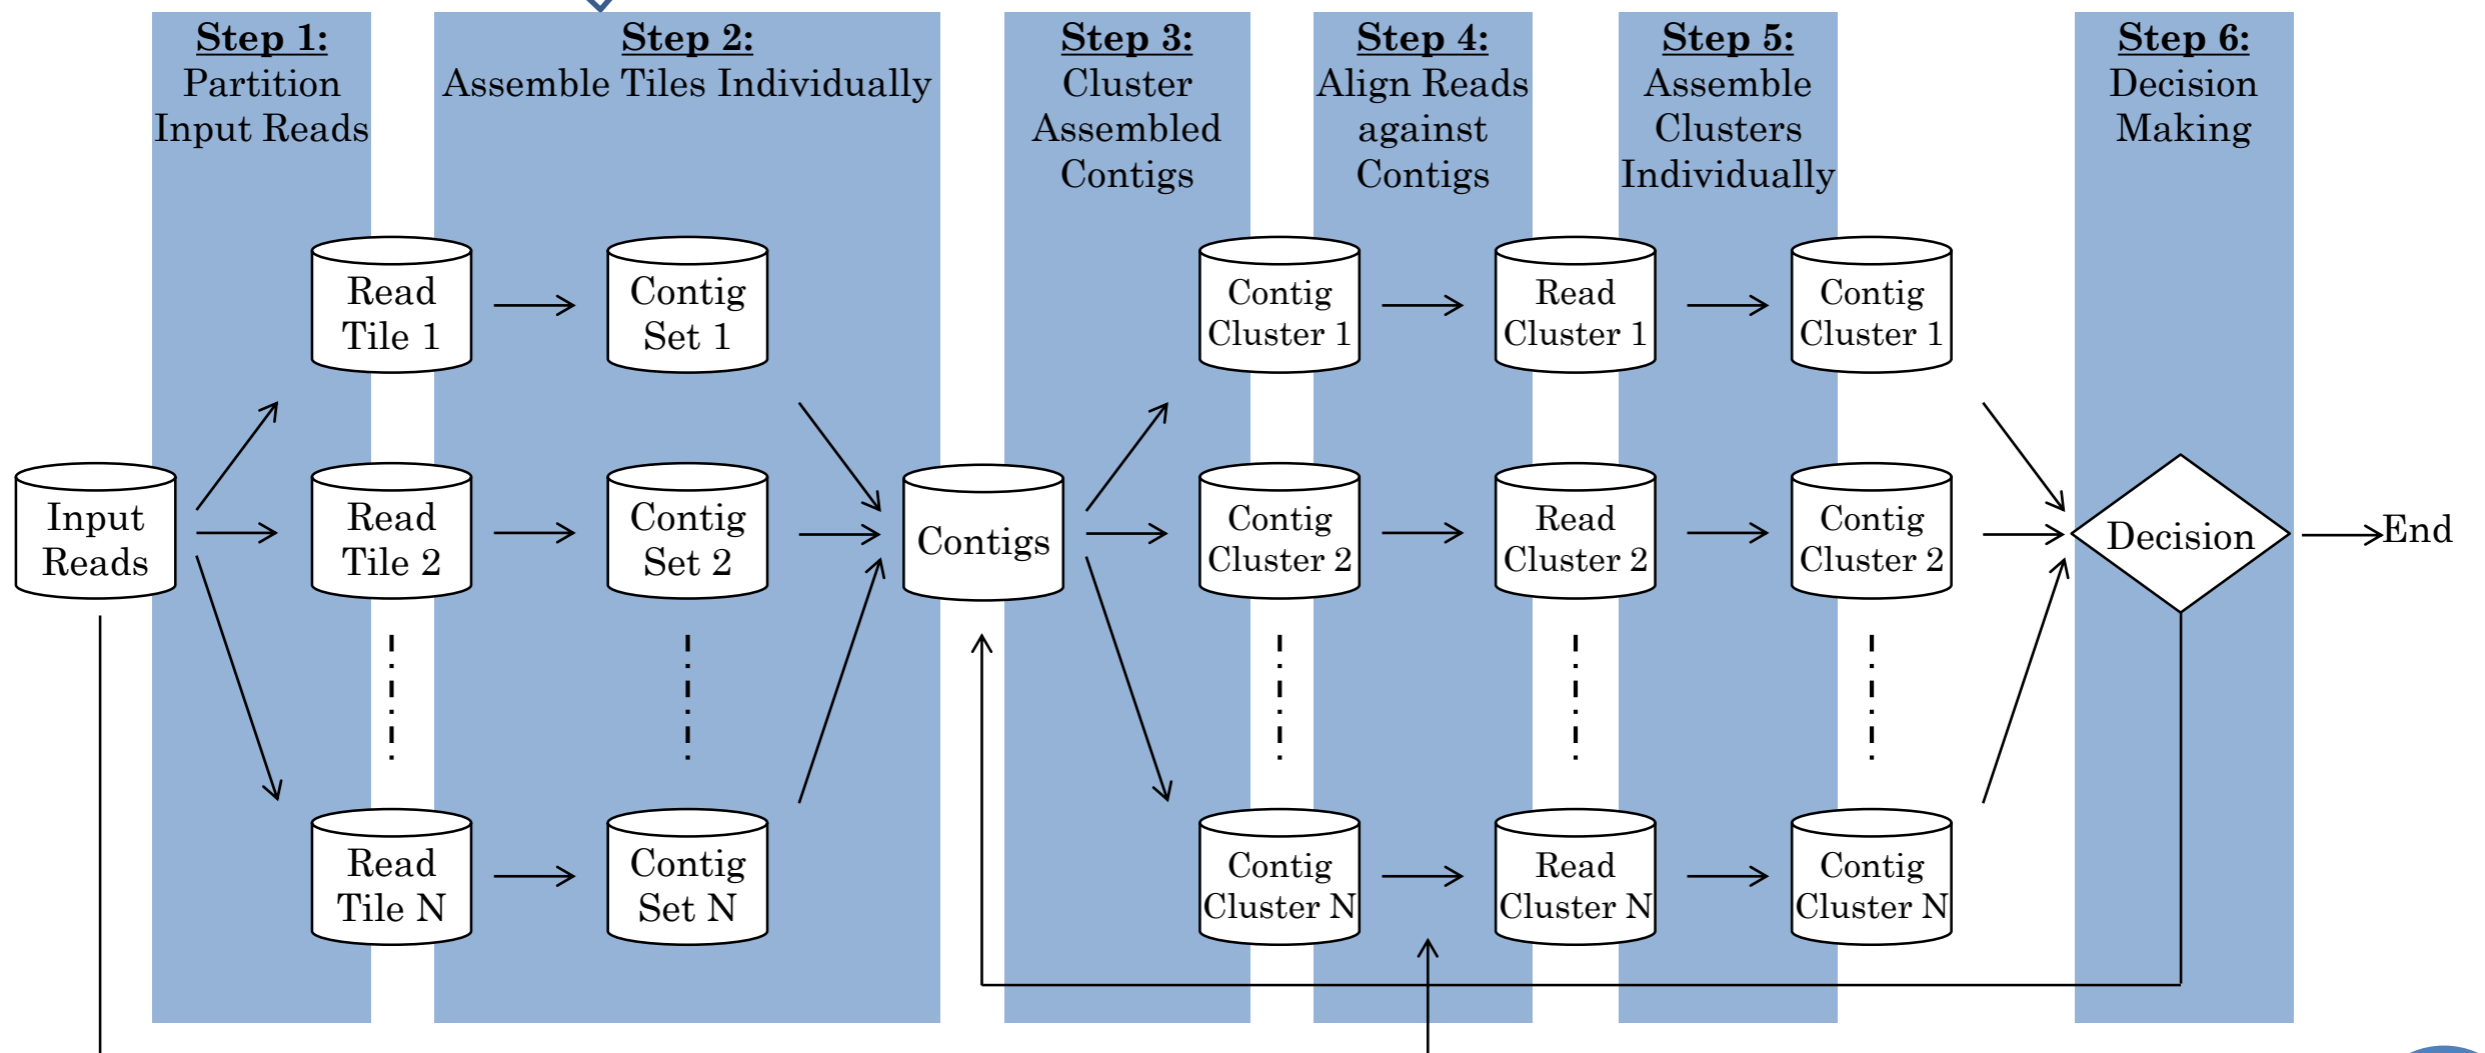 Step 1:
Partition
Input Reads
Step 2:
Assemble Tiles Individually
Step 3:
Cluster
Assembled
Contigs
Step 4:
Align Reads
against
Contigs
Step 5:
Assemble
Clusters
Individually
Step 6:
Decision
Making
Read
Tile 1
Contig
Set 1
Contig
Cluster 1
Read
Cluster 1
Contig
Cluster 1
Input
Reads
Read
Tile 2
Contig
Set 2
Contigs
Contig
Cluster 2
Read
Cluster 2
Contig
Cluster 2
Decision
End
Read
Tile N
Contig
Set N
Contig
Cluster N
Read
Cluster N
Contig
Cluster N